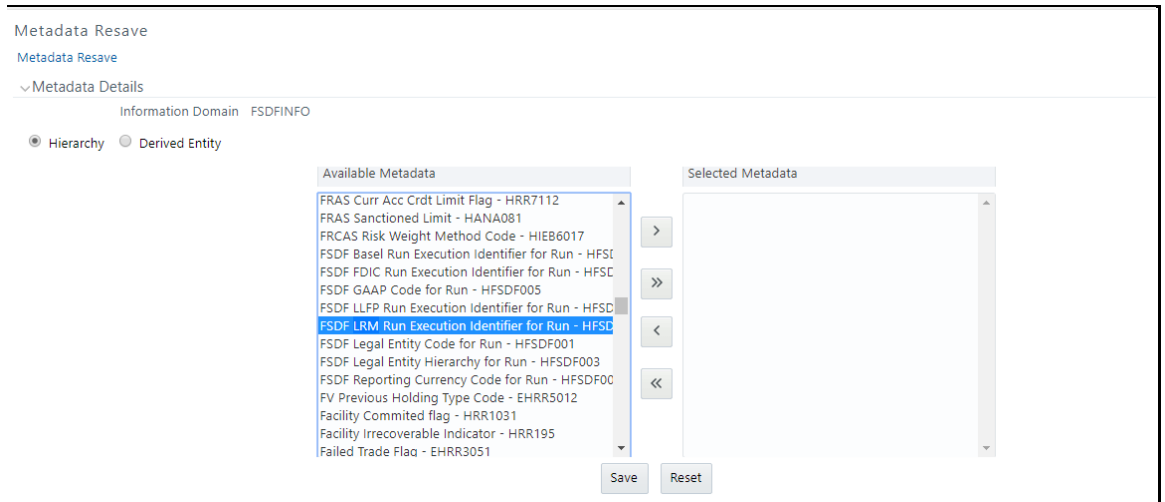 Metadata Resave
Metadata Resave
Metadata Details
Information Domain FSDFINFO
Hierarchy Derived Entity
Available Metadata Selected Metadata
FRAS Curr Acc Crdt Limit Flag - HRR7112
FRAS Sanctioned Limit - HANA081
FRCAS Risk Weight Method Code - HIEB6017
FSDF Basel Run Execution Identifier for Run - HFSD
FSDF FDIC Run Execution Identifier for Run - HFSD
FSDF GAAP Code for Run - HFSDF005
FSDF LLFP Run Execution Identifier for Run - HFSD
FSDF LRM Run Execution Identifier for Run - HFSD
FSDF Legal Entity Code for Run - HFSDF001
FSDF Legal Entity Hierarchy for Run - HFSDF003
FSDF Reporting Currency Code for Run - HFSDF00
FV Previous Holding Type Code - EHRR5012
Facility Commited flag - HRR1031
Facility Irrecoverable Indicator - HRR195
Failed Trade Flag - EHRR3051
Save Reset